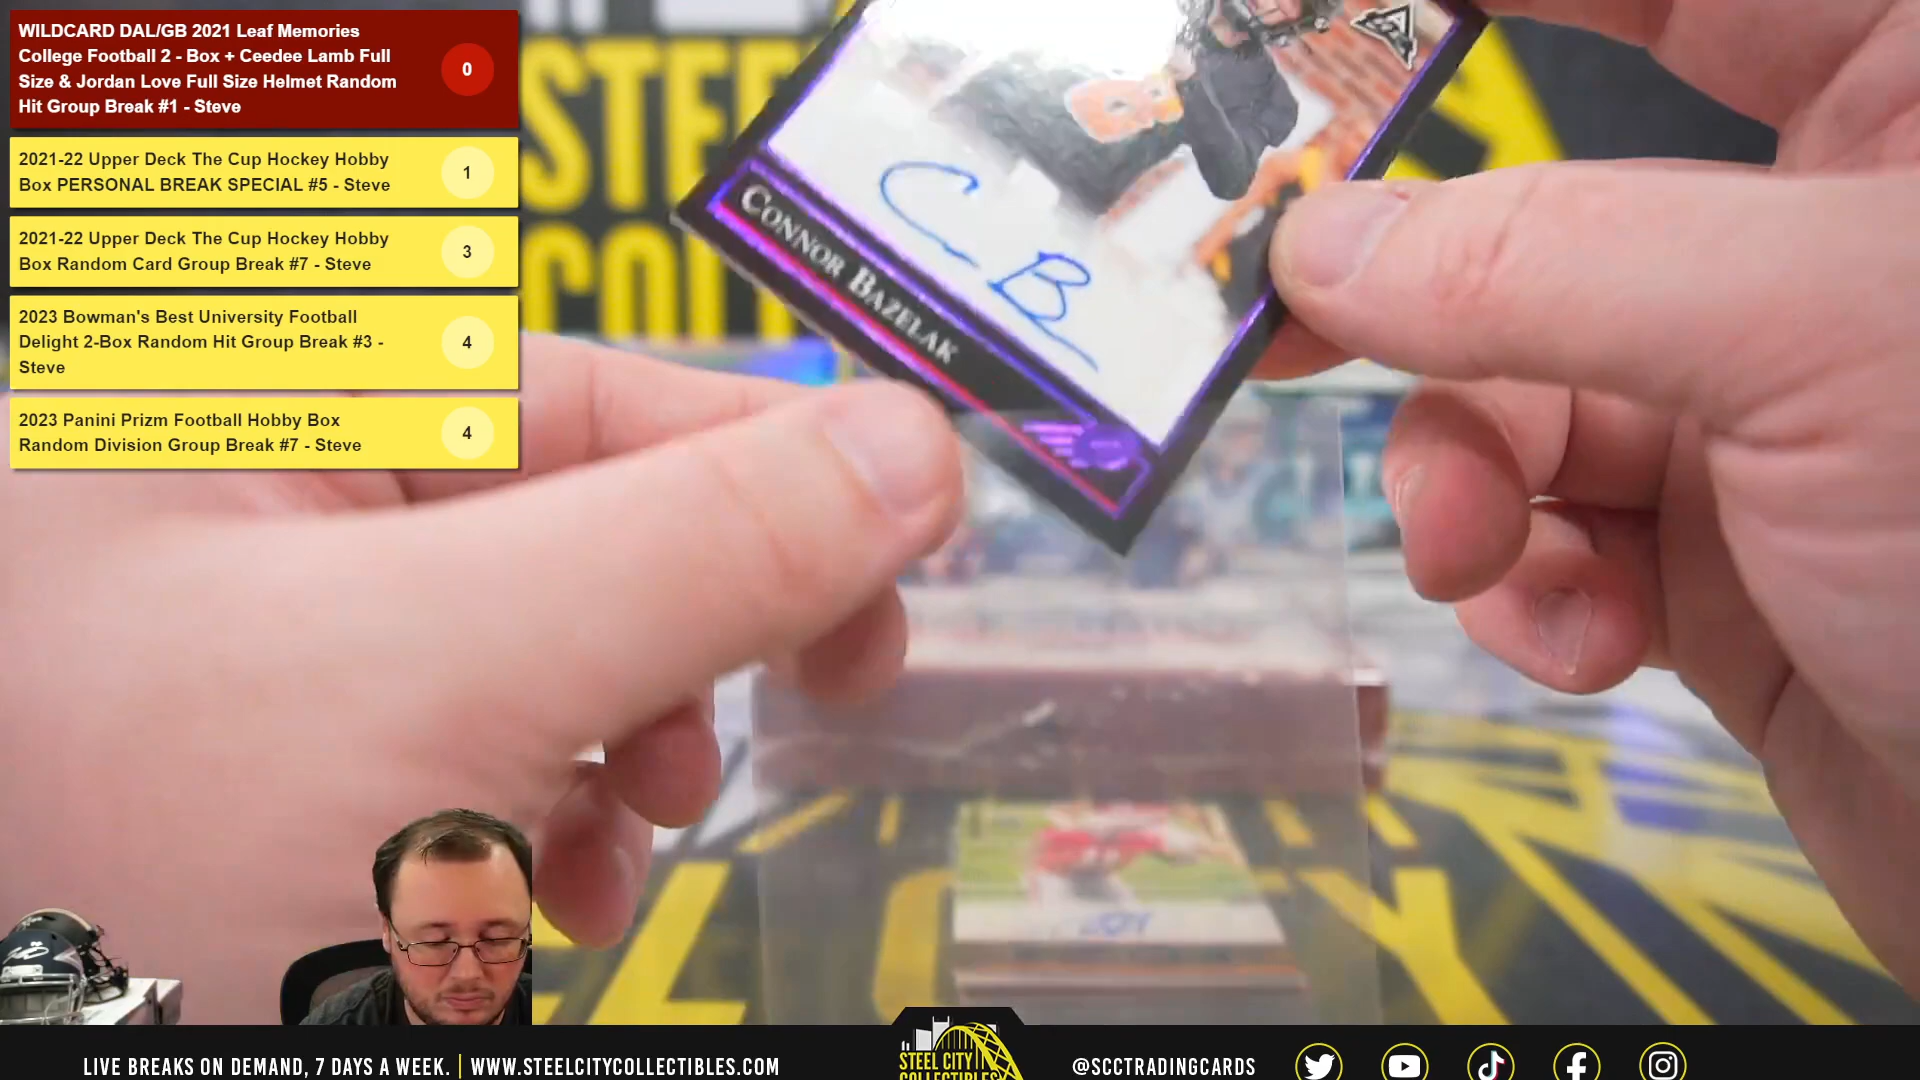 WILDCARD DAL/GB 2021 Leaf Memories
College Football 2 - Box + Ceedee Lamb Full
Size & Jordan Love Full Size Helmet Random
Hit Group Break #1 - Steve
0
2021-22 Upper Deck The Cup Hockey Hobby
Box PERSONAL BREAK SPECIAL #5 - Steve
1
2021-22 Upper Deck The Cup Hockey Hobby
Box Random Card Group Break #7 - Steve
3
2023 Bowman's Best University Football
Delight 2-Box Random Hit Group Break #3 -
Steve
4
2023 Panini Prizm Football Hobby Box
Random Division Group Break #7 - Steve
4
STEEL
CB
CONNOR BAZELAK
LIVE BREAKS ON DEMAND, 7 DAYS A WEEK. | WWW.STEELCITYCOLLECTIBLES.COM
STEEL CITY
COLLECTIBLES
@SCCTRADINGCARDS